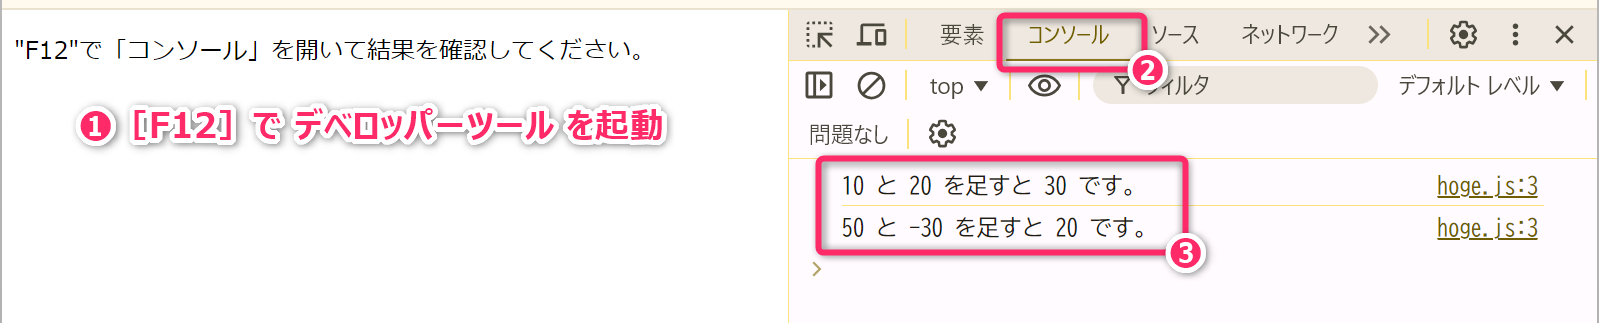 "F12"で「コンソール」を開いて結果を確認してください。
❶［F12］で デベロッパーツール を起動
要素 コンソール ソース ネットワーク
❷
top ▼ フィルタ デフォルト レベル ▼
問題なし
10 と 20 を足すと 30 です。 hoge.js:3
50 と -30 を足すと 20 です。 hoge.js:3
❸